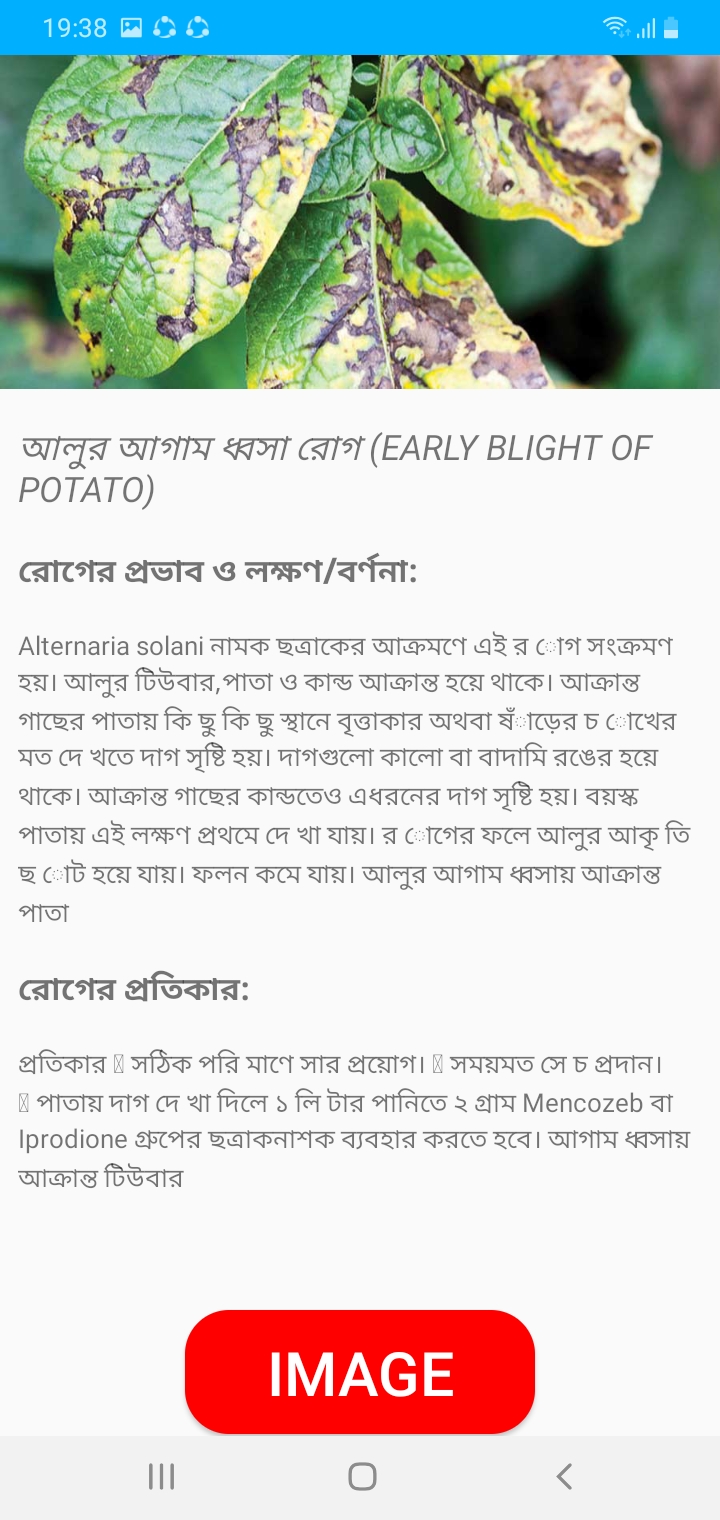 19:38
আলুর আগাম ধ্বসা রোগ (EARLY BLIGHT OF
POTATO)
রোগের প্রভাব ও লক্ষণ/বর্ণনা:
Alternaria solani নামক ছত্রাকের আক্রমণে এই র োগ সংক্রমণ
হয়। আলুর টিউবার,পাতা ও কান্ড আক্রান্ত হয়ে থাকে। আক্রান্ত
গাছের পাতায় কি ছু কি ছু স্থানে বৃত্তাকার অথবা ষঁাড়ের চ োখের
মত দে খতে দাগ সৃষ্টি হয়। দাগগুলো কালো বা বাদামি রঙের হয়ে
থাকে। আক্রান্ত গাছের কান্ডতেও এধরনের দাগ সৃষ্টি হয়। বয়স্ক
পাতায় এই লক্ষণ প্রথমে দে খা যায়। র োগের ফলে আলুর আকৃ তি
ছ োট হয়ে যায়। ফলন কমে যায়। আলুর আগাম ধ্বসায় আক্রান্ত
পাতা
রোগের প্রতিকার:
প্রতিকার  সঠিক পরি মাণে সার প্রয়োগ।  সময়মত সে চ প্রদান।
 পাতায় দাগ দে খা দিলে ১ লি টার পানিতে ২ গ্রাম Mencozeb বা
Iprodione গ্রুপের ছত্রাকনাশক ব্যবহার করতে হবে। আগাম ধ্বসায়
আক্রান্ত টিউবার
IMAGE